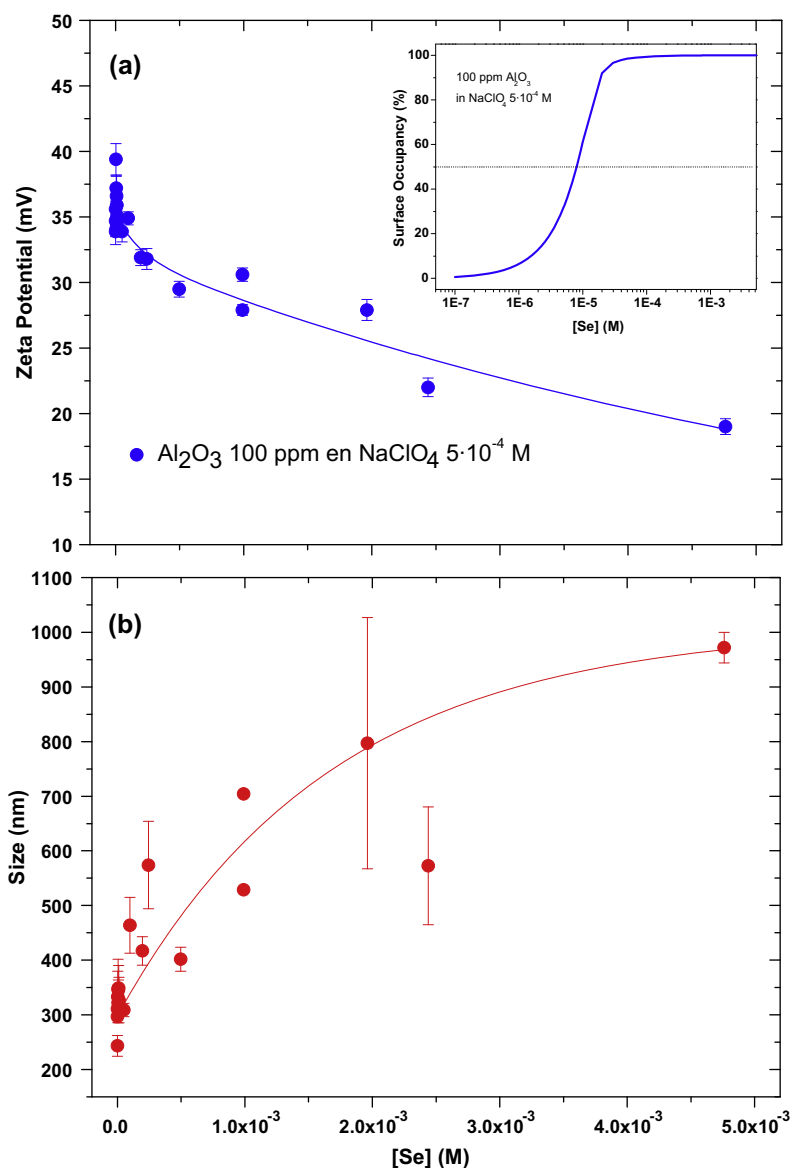 (a)
Zeta Potential (mV)
50
45
40
35
30
25
20
15
10
Al₂O₃ 100 ppm en NaClO₄ 5·10⁻⁴ M
100 ppm Al₂O₃
in NaClO₄ 5·10⁻⁴ M
Surface Occupancy (%)
100
80
60
40
20
0
1E-7 1E-6 1E-5 1E-4 1E-3
[Se] (M)
(b)
Size (nm)
1100
1000
900
800
700
600
500
400
300
200
0.0 1.0x10⁻³ 2.0x10⁻³ 3.0x10⁻³ 4.0x10⁻³ 5.0x10⁻³
[Se] (M)